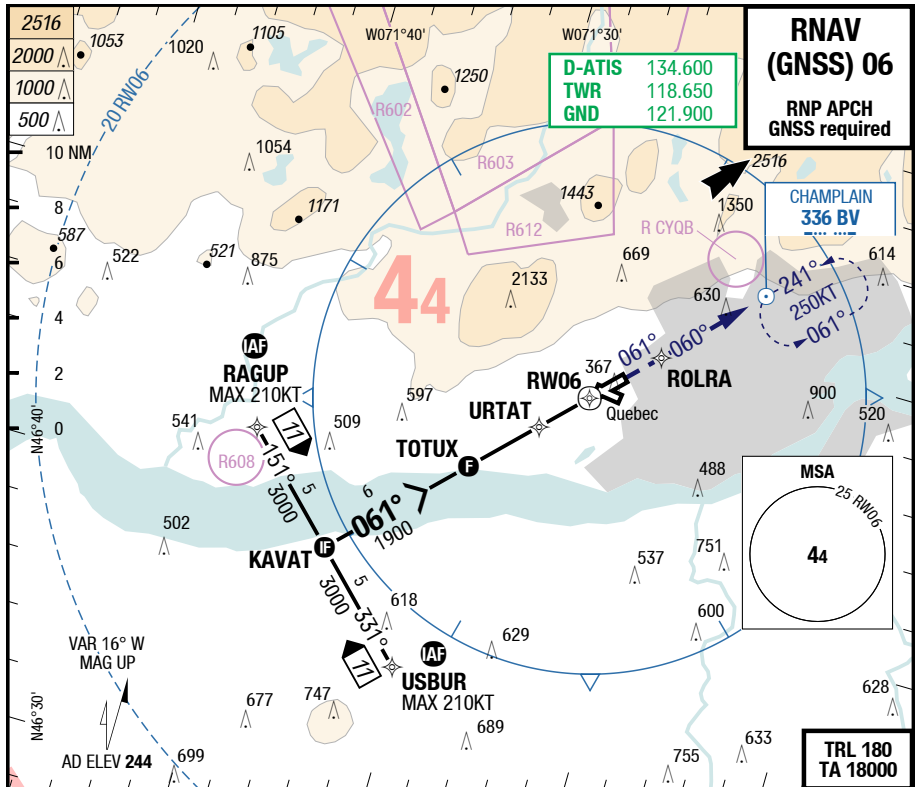 2516
2000
1000
500
1053
1020
1105
W071°40'
W071°30'
RNAV
(GNSS) 06
RNP APCH
GNSS required
D-ATIS 134.600
TWR 118.650
GND 121.900
20 RW06
1250
R602
10 NM
1054
R603
2516
1443
CHAMPLAIN
336 BV
8
1171
1350
587
R612
R CYQB
521
6
522
875
669
614
44
2133
241°
630
250KT
4
061°
IAF
RAGUP
MAX 210KT
061°
060°
367
RW06
ROLRA
2
597
URTAT
Quebec
900
N46°40'
0
541
11
509
520
TOTUX
F
R608
151°
5
3000
6
488
MSA
25 RW06
44
061°
1900
502
KAVAT
IF
537
751
5
3000
618
331°
600
629
VAR 16° W
MAG UP
11
IAF
USBUR
MAX 210KT
N46°30'
677
747
628
689
AD ELEV 244
699
755
633
TRL 180
TA 18000